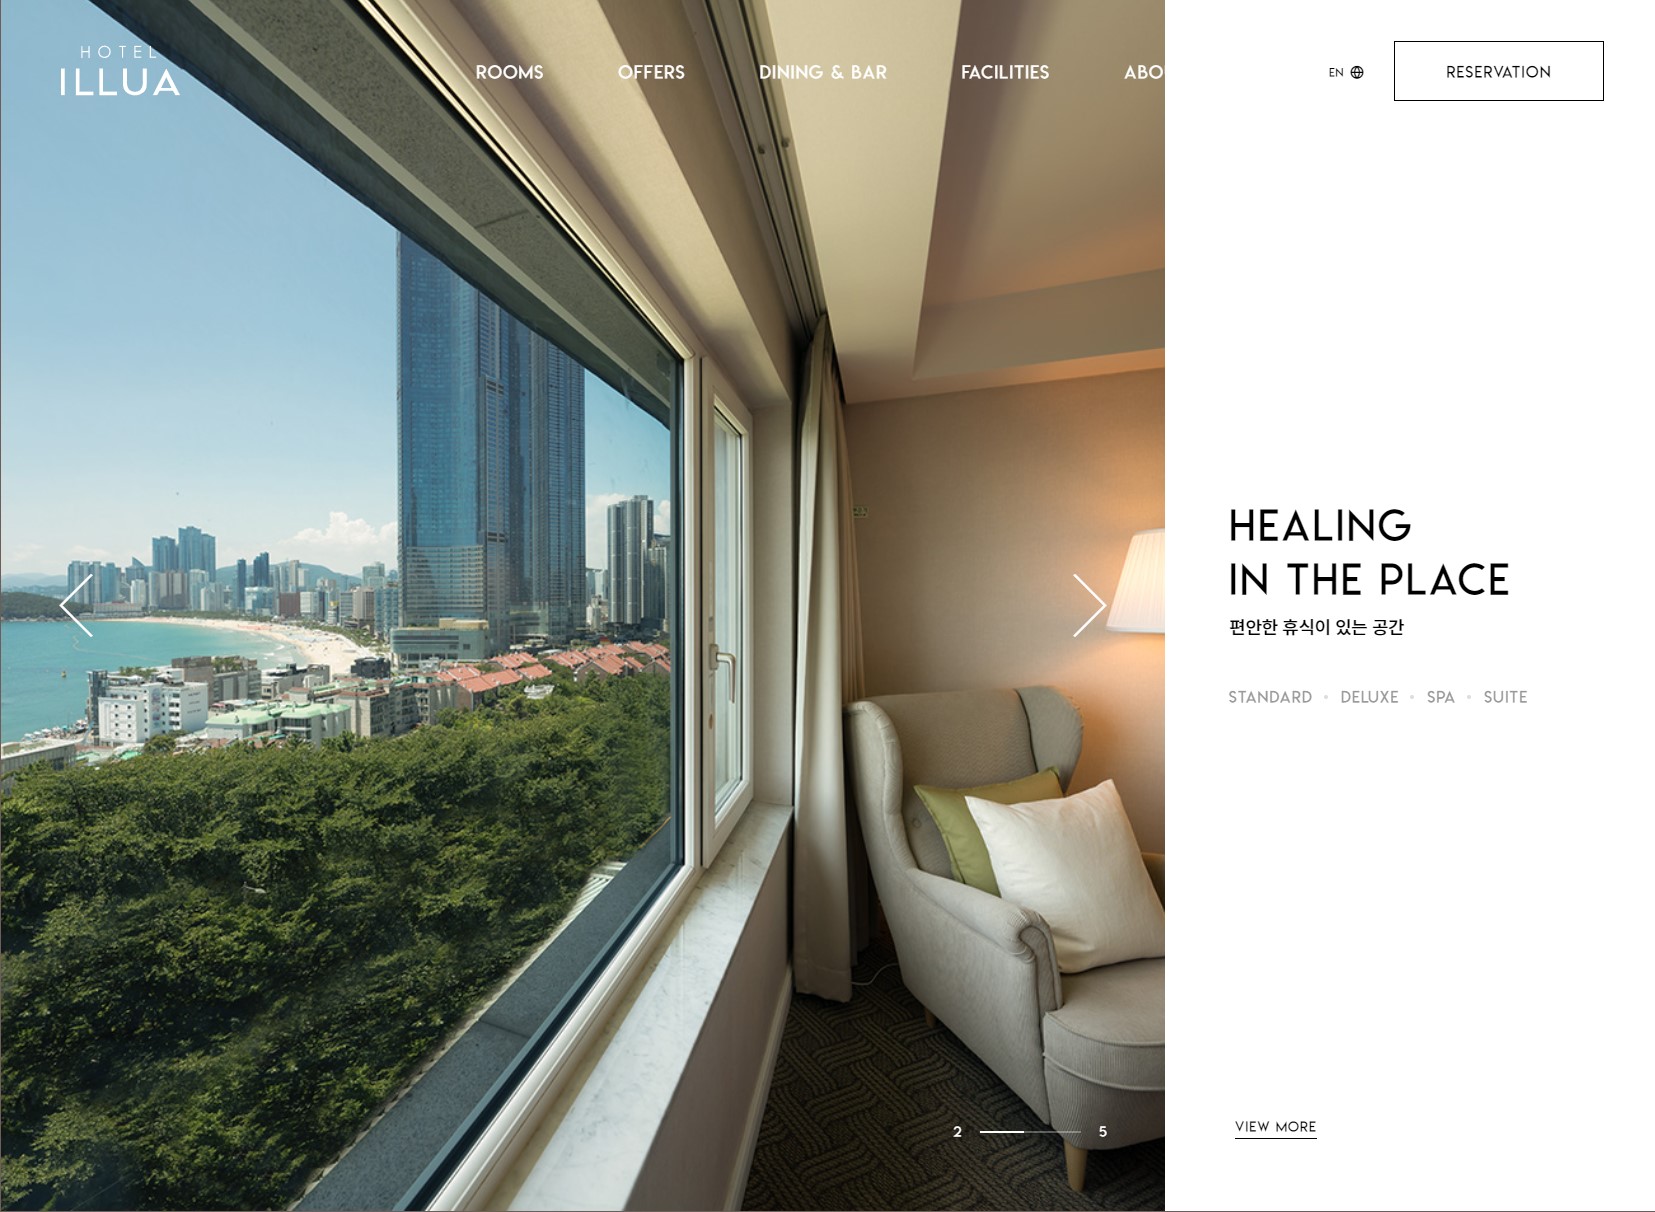 HOTEL
ILLUA
ROOMS OFFERS DINING & BAR FACILITIES ABOU
EN RESERVATION
HEALING
IN THE PLACE
편안한 휴식이 있는 공간
STANDARD • DELUXE • SPA • SUITE
2 5
VIEW MORE